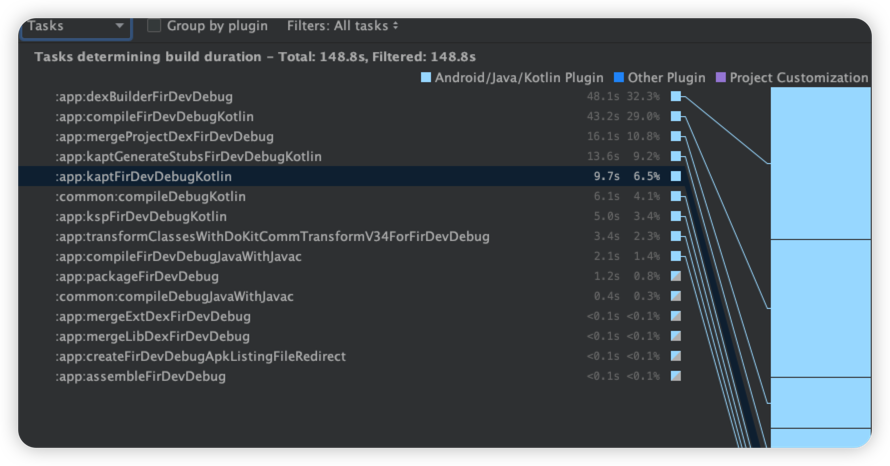 Tasks Group by plugin Filters: All tasks
Tasks determining build duration – Total: 148.8s, Filtered: 148.8s
Android/Java/Kotlin Plugin Other Plugin Project Customization
:app:dexBuilderFirDevDebug 48.1s 32.3%
:app:compileFirDevDebugKotlin 43.2s 29.0%
:app:mergeProjectDexFirDevDebug 16.1s 10.8%
:app:kaptGenerateStubsFirDevDebugKotlin 13.6s 9.2%
:app:kaptFirDevDebugKotlin 9.7s 6.5%
:common:compileDebugKotlin 6.1s 4.1%
:app:kspFirDevDebugKotlin 5.0s 3.4%
:app:transformClassesWithDoKitCommTransformV34ForFirDevDebug 3.4s 2.3%
:app:compileFirDevDebugJavaWithJavac 2.1s 1.4%
:app:packageFirDevDebug 1.2s 0.8%
:common:compileDebugJavaWithJavac 0.4s 0.3%
:app:mergeExtDexFirDevDebug <0.1s <0.1%
:app:mergeLibDexFirDevDebug <0.1s <0.1%
:app:createFirDevDebugApkListingFileRedirect <0.1s <0.1%
:app:assembleFirDevDebug <0.1s <0.1%